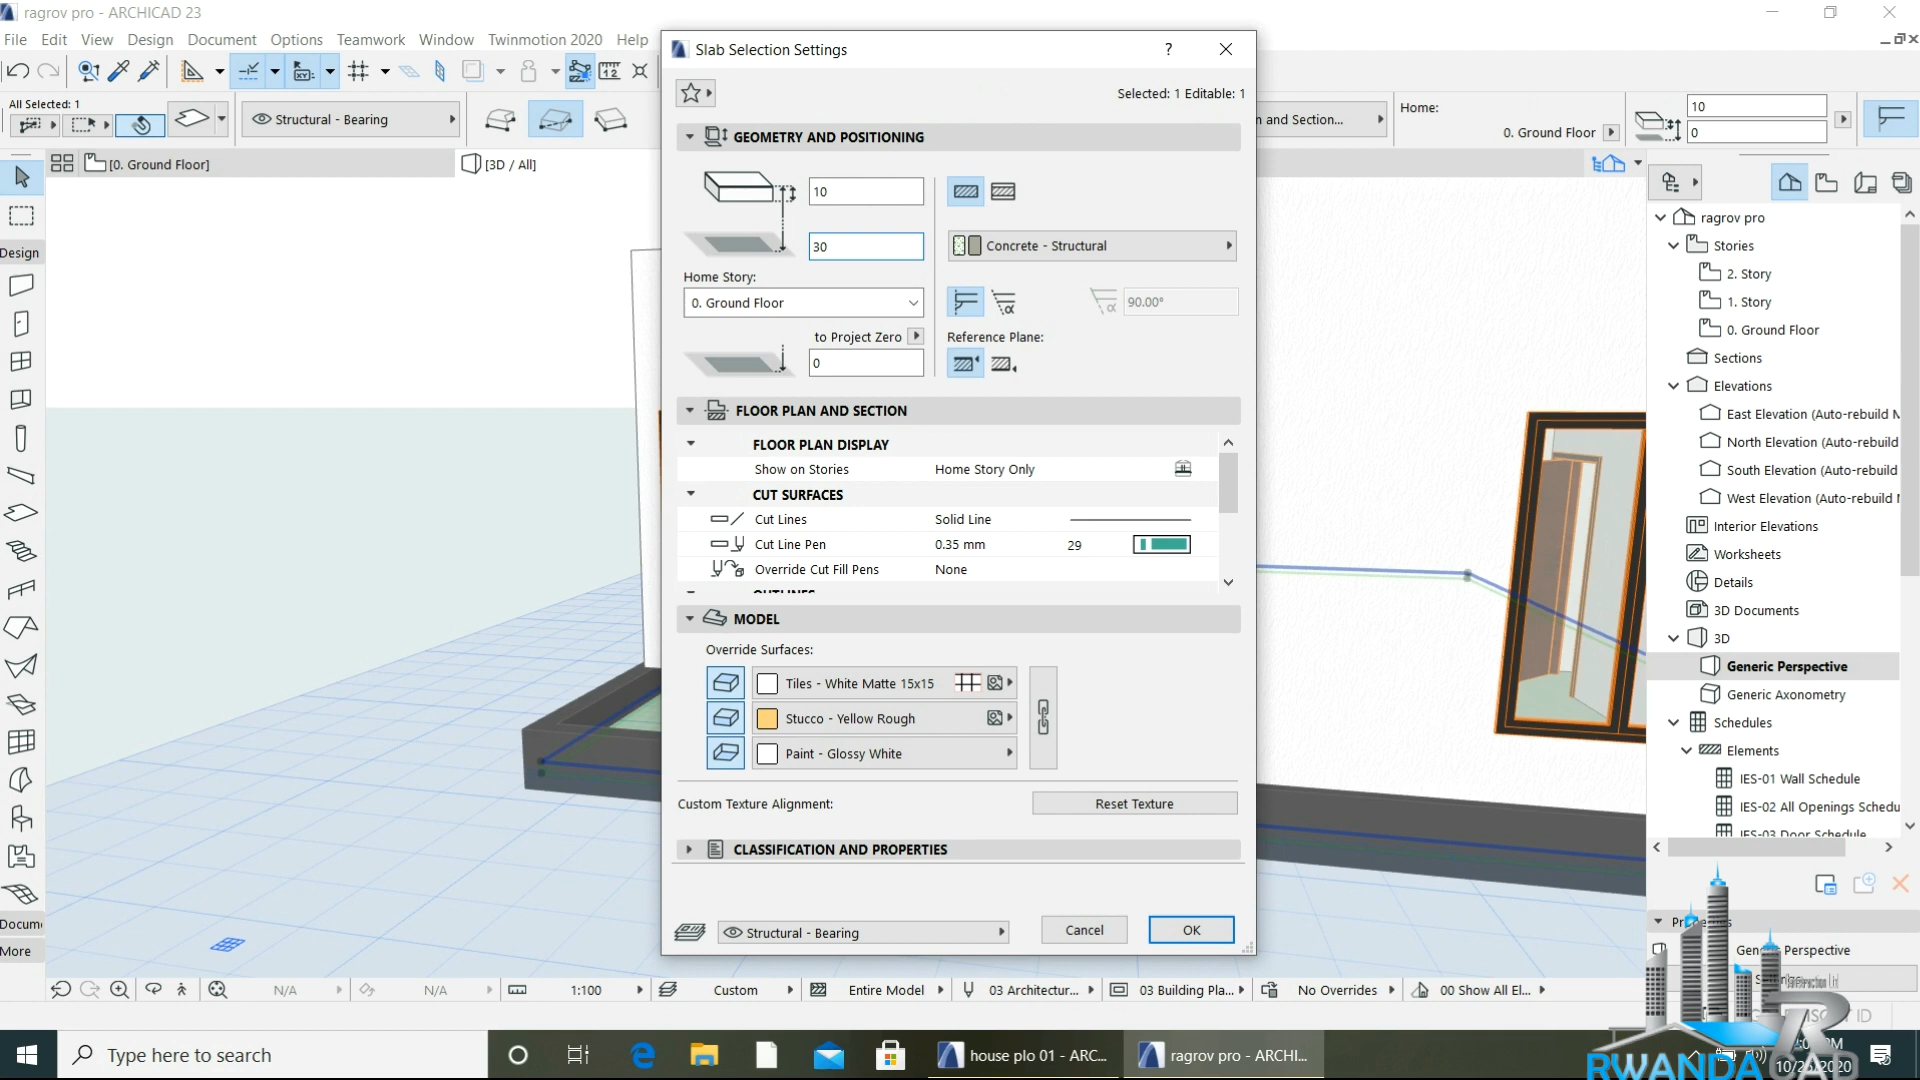 ragrov pro - ARCHICAD 23
File Edit View Design Document Options Teamwork Window Twinmotion 2020 Help
All Selected: 1
Structural - Bearing
[0. Ground Floor]
[3D / All]
Design
More
Slab Selection Settings
?
Selected: 1 Editable: 1
GEOMETRY AND POSITIONING
10
30
Concrete - Structural
Home Story:
0. Ground Floor
90.00°
to Project Zero
Reference Plane:
0
FLOOR PLAN AND SECTION
FLOOR PLAN DISPLAY
Show on Stories Home Story Only
CUT SURFACES
Cut Lines Solid Line
Cut Line Pen 0.35 mm 29
Override Cut Fill Pens None
OUTLINES
MODEL
Override Surfaces:
Tiles - White Matte 15x15
Stucco - Yellow Rough
Paint - Glossy White
Custom Texture Alignment:
Reset Texture
CLASSIFICATION AND PROPERTIES
Structural - Bearing
Cancel
OK
n and Section...
Home:
0. Ground Floor
10
0
ragrov pro
Stories
2. Story
1. Story
0. Ground Floor
Sections
Elevations
East Elevation (Auto-rebuild M
North Elevation (Auto-rebuild
South Elevation (Auto-rebuild
West Elevation (Auto-rebuild
Interior Elevations
Worksheets
Details
3D Documents
3D
Generic Perspective
Generic Axonometry
Schedules
Elements
IES-01 Wall Schedule
IES-02 All Openings Schedu
IES-03 Door Schedule
Perspective
N/A
N/A
1:100
Custom
Entire Model
03 Architectur...
03 Building Pla...
No Overrides
00 Show All El...
Type here to search
house plo 01 - ARC...
ragrov pro - ARCHI...
RWANDA CAD